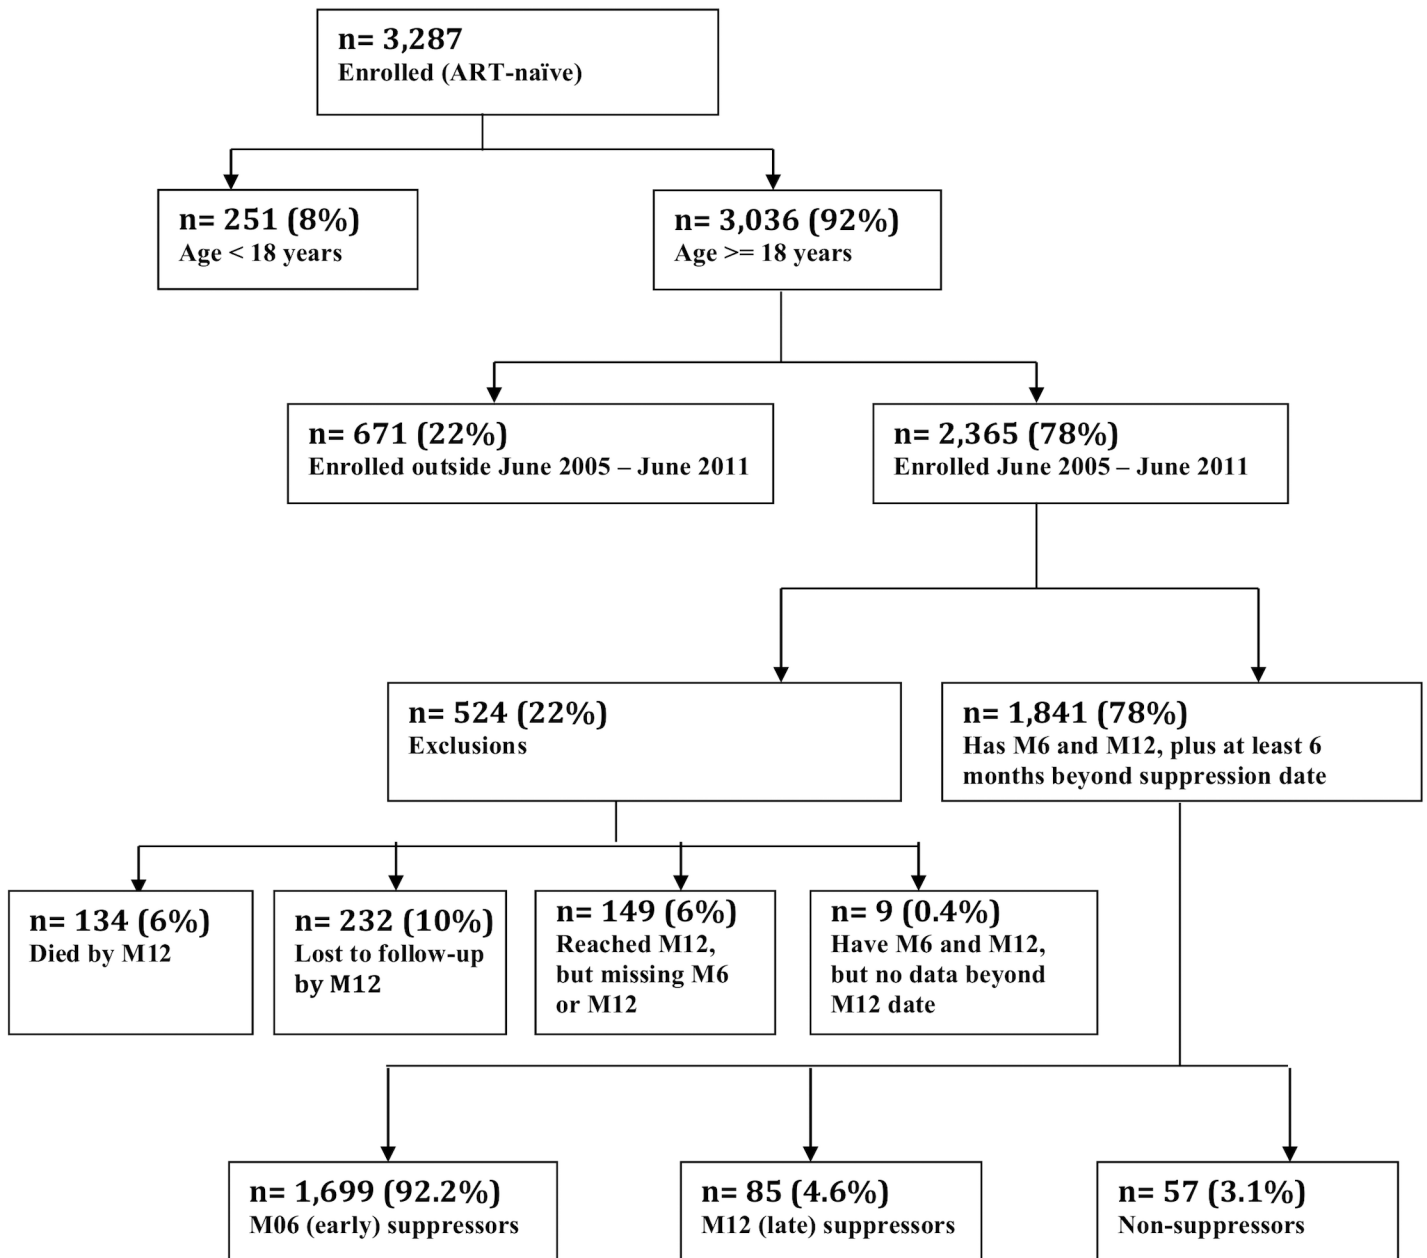 n= 3,287
Enrolled (ART-naïve)
n= 251 (8%)
Age < 18 years
n= 3,036 (92%)
Age >= 18 years
n= 671 (22%)
Enrolled outside June 2005 – June 2011
n= 2,365 (78%)
Enrolled June 2005 – June 2011
n= 524 (22%)
Exclusions
n= 1,841 (78%)
Has M6 and M12, plus at least 6
months beyond suppression date
n= 134 (6%)
Died by M12
n= 232 (10%)
Lost to follow-up
by M12
n= 149 (6%)
Reached M12,
but missing M6
or M12
n= 9 (0.4%)
Have M6 and M12,
but no data beyond
M12 date
n= 1,699 (92.2%)
M06 (early) suppressors
n= 85 (4.6%)
M12 (late) suppressors
n= 57 (3.1%)
Non-suppressors